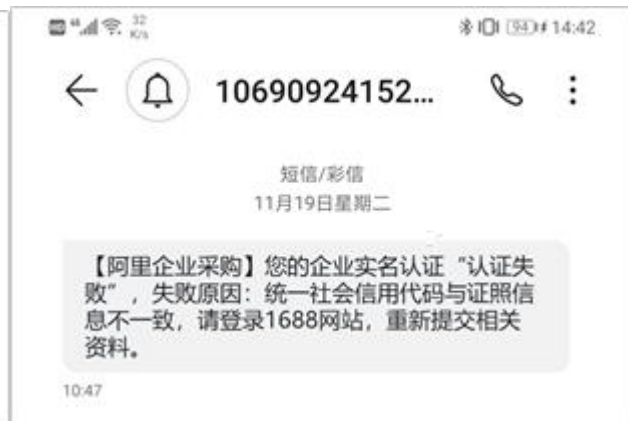 HD 4G 32 K/s 94 14:42
10690924152...
短信/彩信
11月19日星期二
【阿里企业采购】您的企业实名认证“认证失
败”，失败原因：统一社会信用代码与证照信
息不一致，请登录1688网站，重新提交相关
资料。
10:47